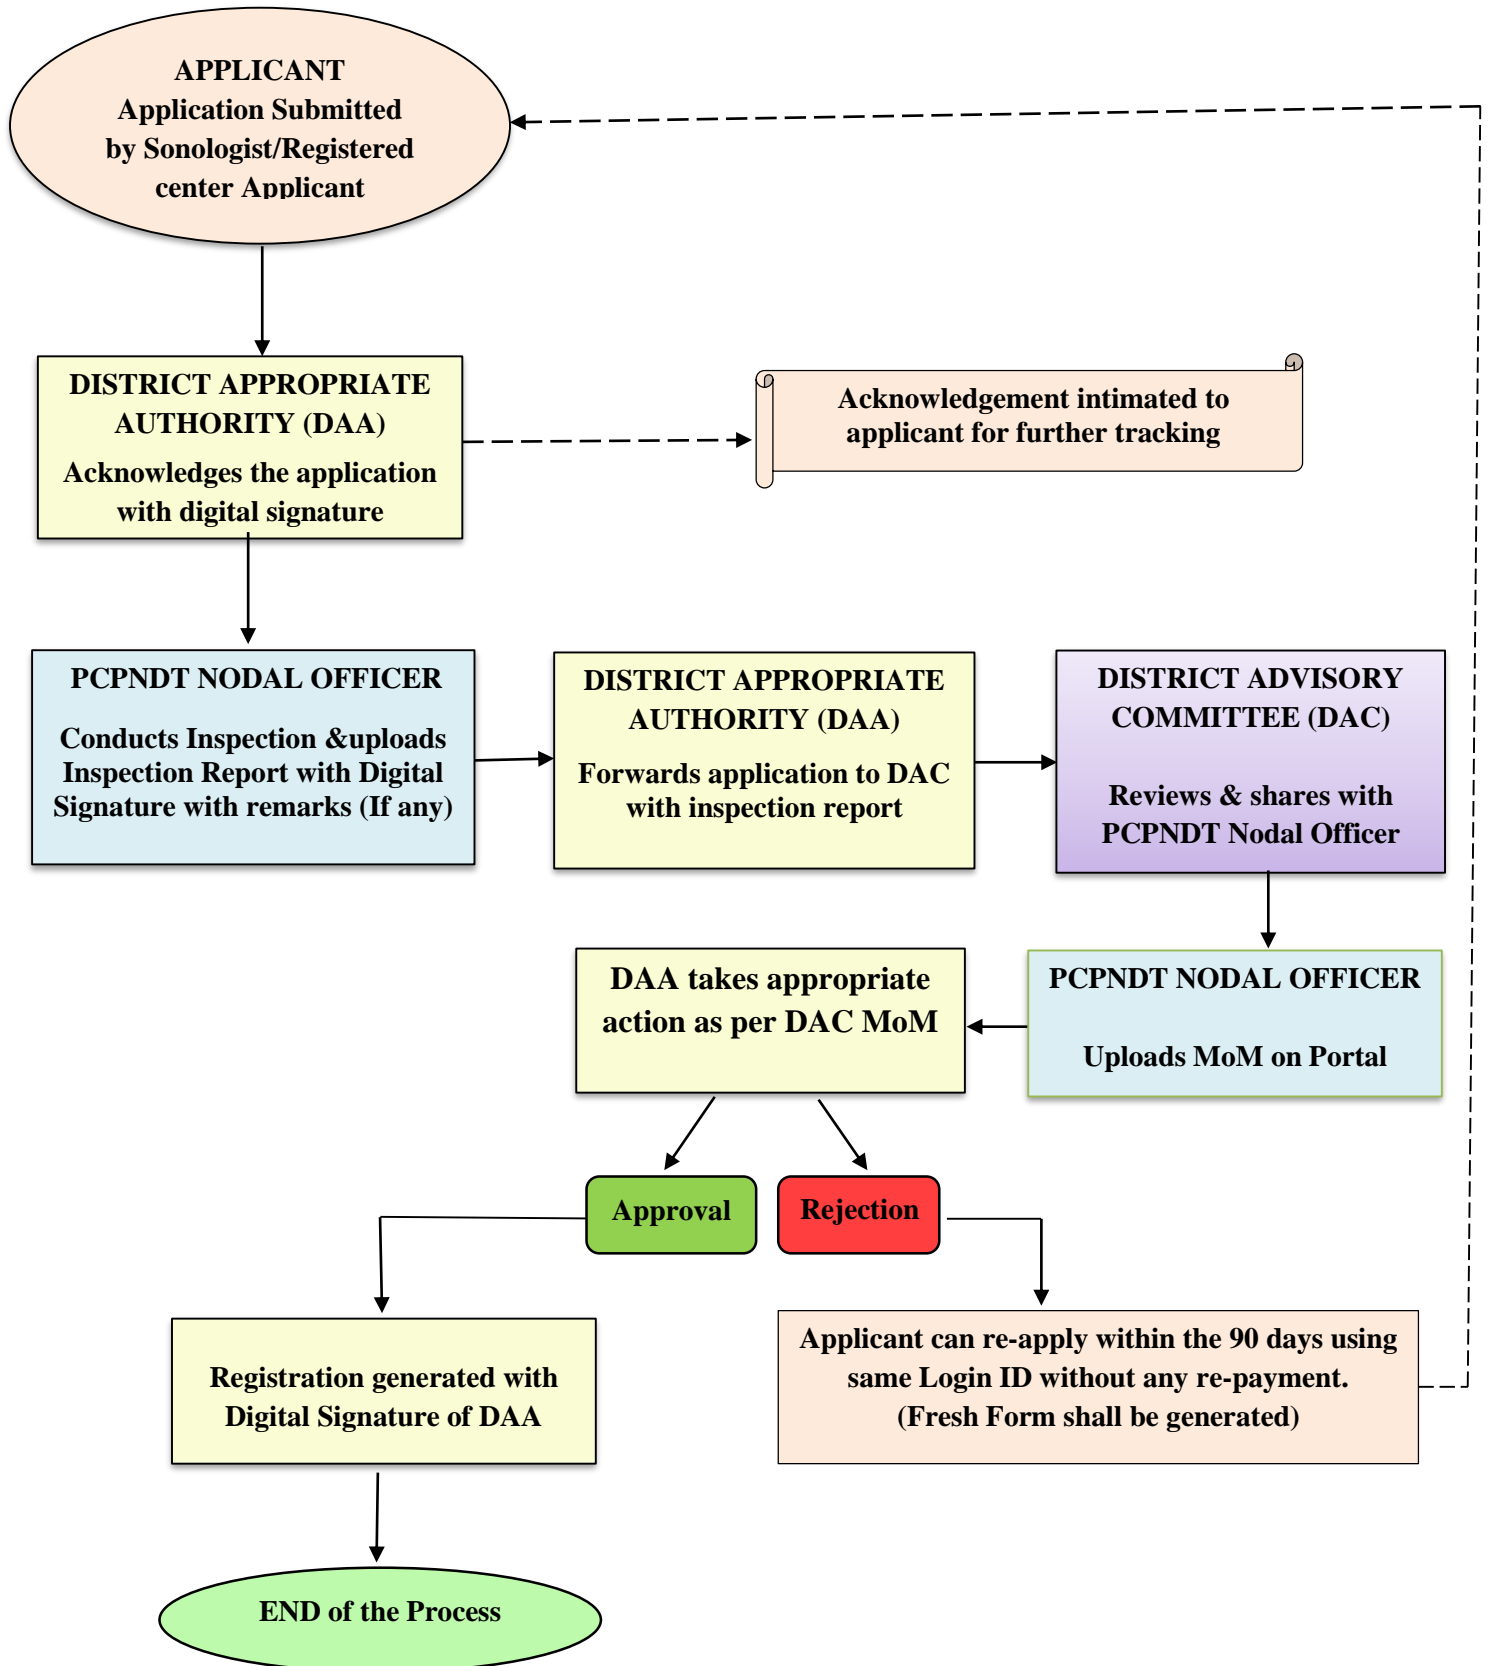 APPLICANT
Application Submitted
by Sonologist/Registered
center Applicant
DISTRICT APPROPRIATE
AUTHORITY (DAA)
Acknowledges the application
with digital signature
Acknowledgement intimated to
applicant for further tracking
PCPNDT NODAL OFFICER
Conducts Inspection &uploads
Inspection Report with Digital
Signature with remarks (If any)
DISTRICT APPROPRIATE
AUTHORITY (DAA)
Forwards application to DAC
with inspection report
DISTRICT ADVISORY
COMMITTEE (DAC)
Reviews & shares with
PCPNDT Nodal Officer
PCPNDT NODAL OFFICER
Uploads MoM on Portal
DAA takes appropriate
action as per DAC MoM
Approval
Rejection
Registration generated with
Digital Signature of DAA
Applicant can re-apply within the 90 days using
same Login ID without any re-payment.
(Fresh Form shall be generated)
END of the Process